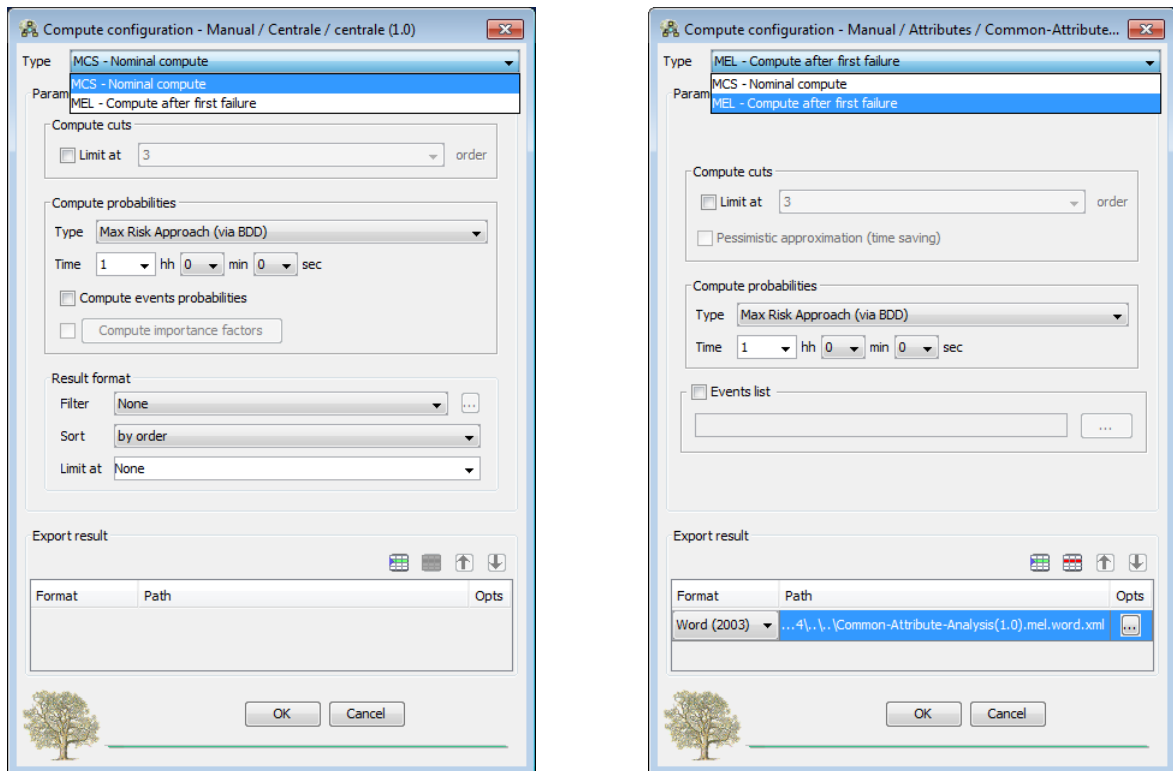 Compute configuration - Manual / Centrale / centrale (1.0)
Type MCS - Nominal compute
MCS - Nominal compute
Param
MEL - Compute after first failure
Compute cuts
Limit at 3 order
Compute probabilities
Type Max Risk Approach (via BDD)
Time 1 hh 0 min 0 sec
Compute events probabilities
Compute importance factors
Result format
Filter None ...
Sort by order
Limit at None
Export result
Format Path Opts
OK Cancel
Compute configuration - Manual / Attributes / Common-Attribute...
Type MEL - Compute after first failure
MCS - Nominal compute
Param
MEL - Compute after first failure
Compute cuts
Limit at 3 order
Pessimistic approximation (time saving)
Compute probabilities
Type Max Risk Approach (via BDD)
Time 1 hh 0 min 0 sec
Events list
...
Export result
Format Path Opts
Word (2003) ...4\..\..\Common-Attribute-Analysis(1.0).mel.word.xml ...
OK Cancel